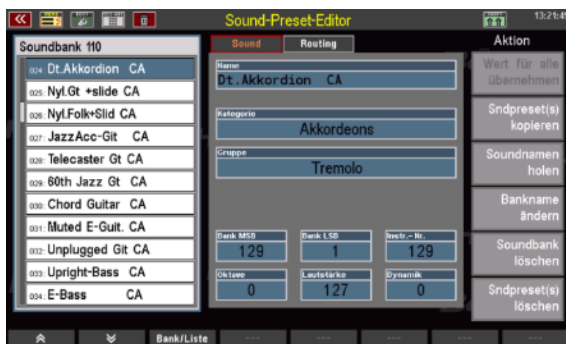 Sound-Preset-Editor
13:21:45
Soundbank 110
024: Dt.Akkordion CA
025: Nyl.Gt +slide CA
026: Nyl.Folk+Slid CA
027: JazzAcc-Git CA
028: Telecaster Gt CA
029: 60th Jazz Gt CA
030: Chord Guitar CA
031: Muted E-Guit. CA
032: Unplugged Git CA
033: Upright-Bass CA
034: E-Bass CA
Sound
Routing
Name
Dt.Akkordion CA
Kategorie
Akkordeons
Gruppe
Tremolo
Bank MSB
129
Bank LSB
1
Instr.- Nr.
129
Oktave
0
Lautstärke
127
Dynamik
0
Aktion
Wert für alle
übernehmen
Sndpreset(s)
kopieren
Soundnamen
holen
Bankname
ändern
Soundbank
löschen
Sndpreset(s)
löschen
Bank/Liste
---
---
---
---
---